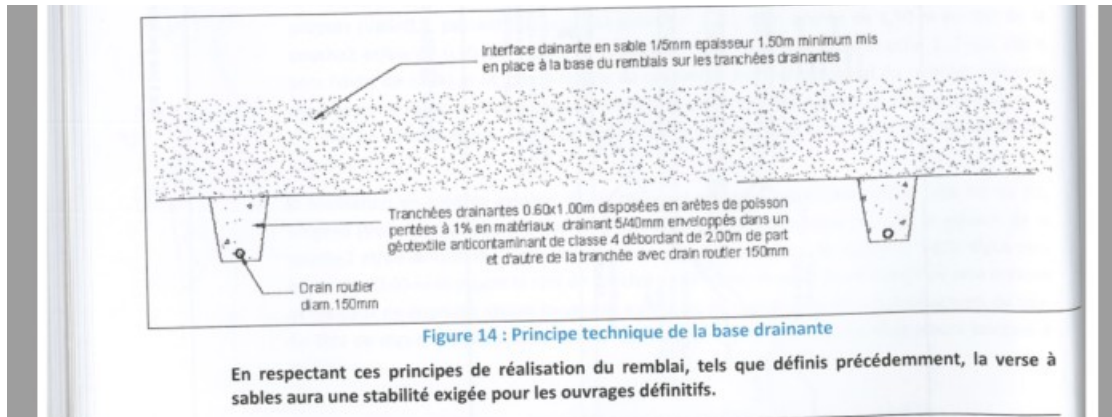 Interface dainarte en sable 1/5mm epaisseur 1.50m minimum mis
en place à la base du remblais sur les tranchées drainantes
Tranchées drainantes 0.60x1.00m disposées en arêtes de poisson
pertées à 1% en matériaux drainant 5/40mm enveloppés dans un
géotextile anticontaminant de classe 4 débordant de 2.00m de part
et d'autre de la tranchée avec drain routier 150mm
Drain routier
diam.150mm
Figure 14 : Principe technique de la base drainante
En respectant ces principes de réalisation du remblai, tels que définis précédemment, la verse à
sables aura une stabilité exigée pour les ouvrages définitifs.